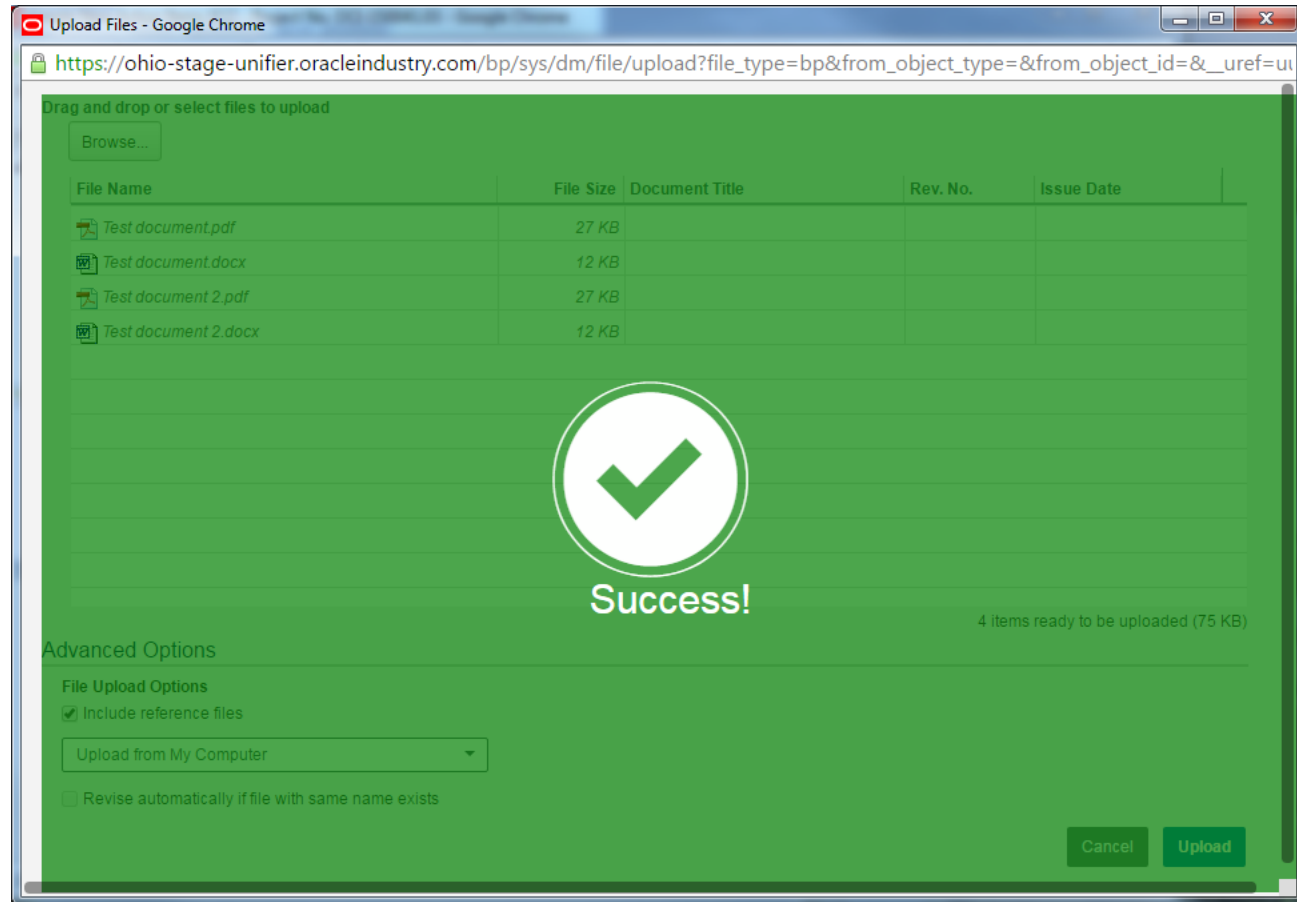 Upload Files - Google Chrome
https://ohio-stage-unifier.oracleindustry.com/bp/sys/dm/file/upload?file_type=bp&from_object_type=&from_object_id=&__uref=uu
Drag and drop or select files to upload
Browse...
File Name File Size Document Title Rev. No. Issue Date
Test document.pdf 27 KB
Test document.docx 12 KB
Test document 2.pdf 27 KB
Test document 2.docx 12 KB
Success!
4 items ready to be uploaded (75 KB)
Advanced Options
File Upload Options
Include reference files
Upload from My Computer
Revise automatically if file with same name exists
Cancel Upload